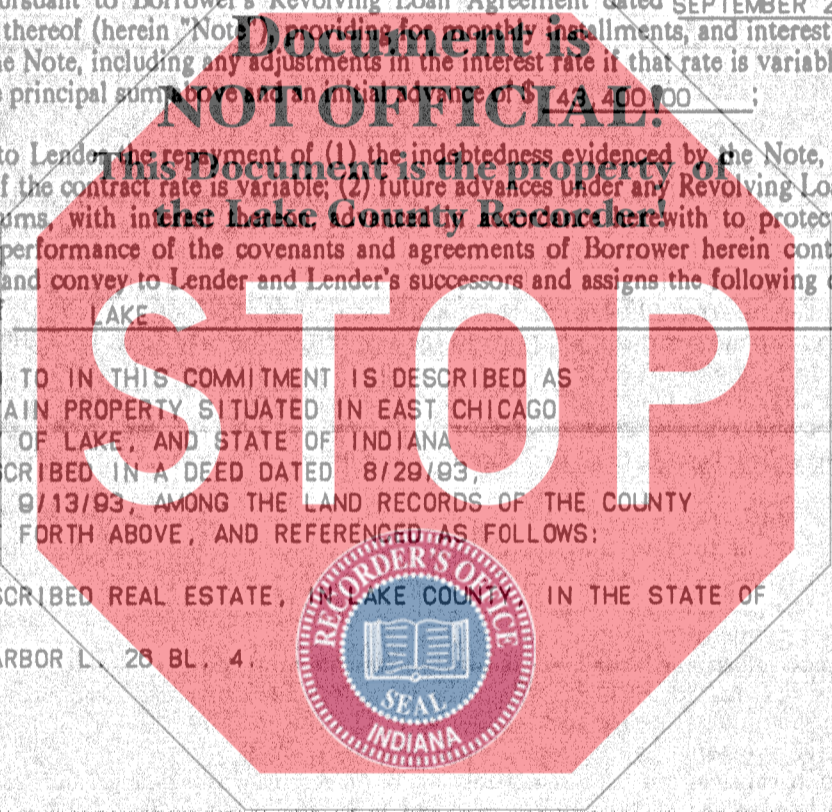 pursuant to Borrower's Revolving Loan Agreement dated SEPTEMBER 2
thereof (herein "Note"), providing for monthly installments, and interest
e Note, including any adjustments in the interest rate if that rate is variabl
principal sum above and an initial advance of $ 43,400.00 ;
Document is
NOT OFFICIAL!
This Document is the property of
the Lake County Recorder!
to Lender the repayment of (1) the indebtedness evidenced by the Note,
f the contract rate is variable; (2) future advances under any Revolving Lo
ums, with interest thereon, advanced in accordance herewith to protec
performance of the covenants and agreements of Borrower herein cont
and convey to Lender and Lender's successors and assigns the following
LAKE
TO IN THIS COMMITMENT IS DESCRIBED AS
AIN PROPERTY SITUATED IN EAST CHICAGO
OF LAKE, AND STATE OF INDIANA
SCRIBED IN A DEED DATED 8/29/93,
9/13/93, AMONG THE LAND RECORDS OF THE COUNTY
FORTH ABOVE, AND REFERENCED AS FOLLOWS:
SCRIBED REAL ESTATE, IN LAKE COUNTY, IN THE STATE OF
ARBOR L. 26 BL. 4.
STOP
RECORDER'S OFFICE
SEAL
INDIANA